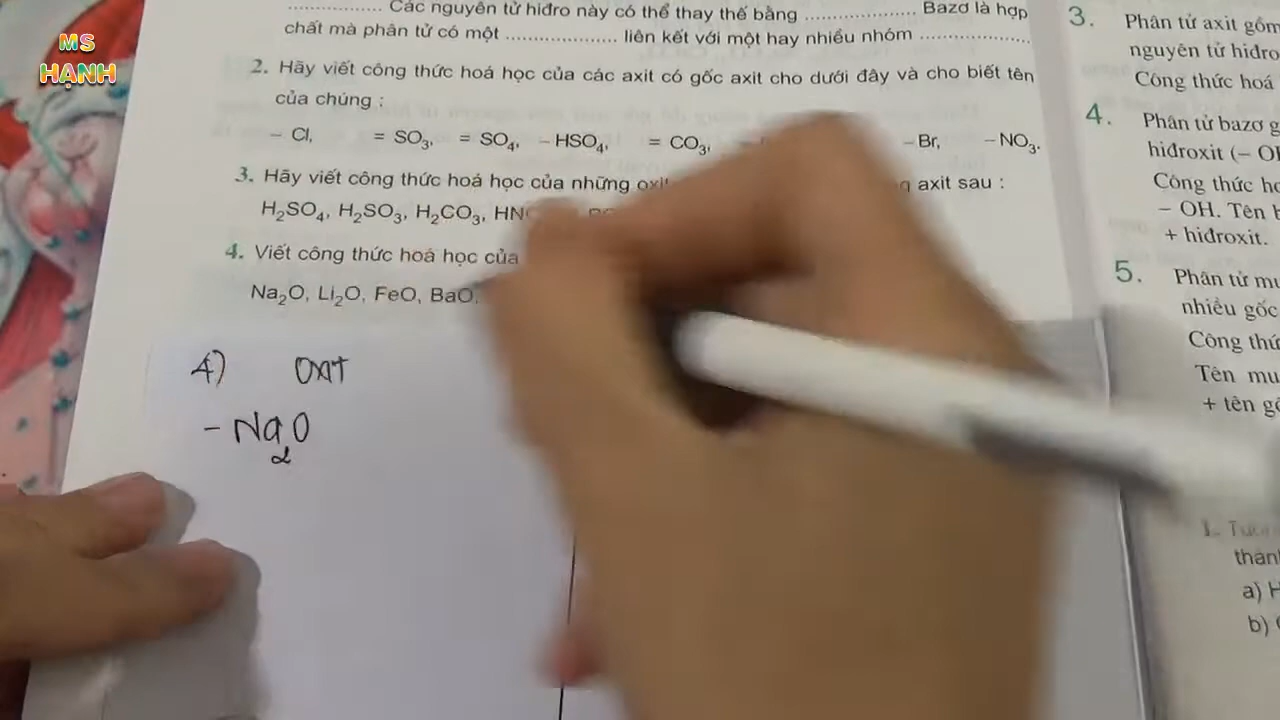 MS
HẠNH
................. Các nguyên tử hiđro này có thể thay thế bằng .................... Bazơ là hợp
chất mà phân tử có một .................... liên kết với một hay nhiều nhóm ....................
2. Hãy viết công thức hoá học của các axit có gốc axit cho dưới đây và cho biết tên
của chúng :
– Cl, = SO₃, = SO₄, – HSO₄, = CO₃, – Br, – NO₃.
3. Hãy viết công thức hoá học của những axit sau :
H₂SO₄, H₂SO₃, H₂CO₃,
4. Viết công thức hoá học của
Na₂O, Li₂O, FeO, BaO,
4) oxit
- Na₂O
3. Phân tử axit gồm
nguyên tử hiđro
Công thức hoá
4. Phân tử bazơ g
hiđroxit (– OH
Công thức h
– OH. Tên
+ hiđroxit.
5. Phân tử mu
nhiều gốc
Công thứ
Tên mu
+ tên gố
1.
thàn
a) H
b)